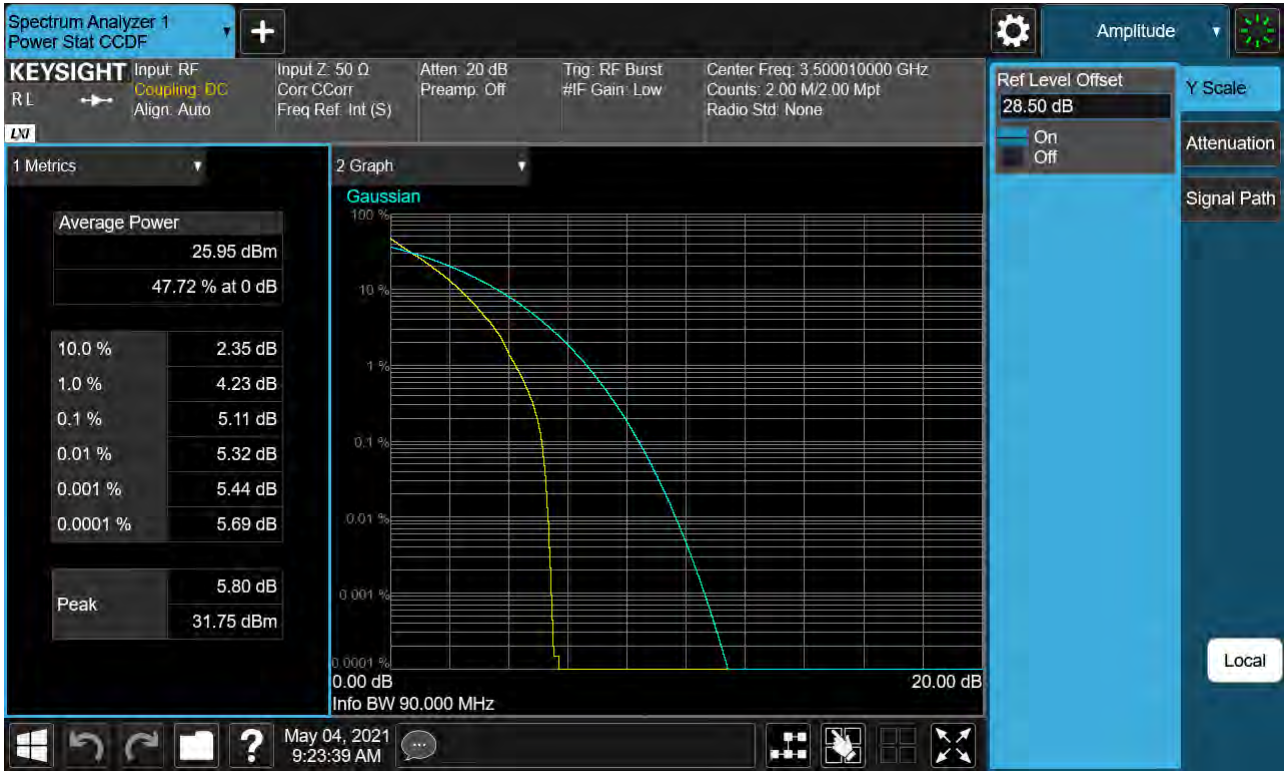 Spectrum Analyzer 1
Power Stat CCDF
Amplitude
KEYSIGHT
R L
LXI
Input: RF
Coupling: DC
Align: Auto
Input Z: 50 Ω
Corr CCorr
Freq Ref: Int (S)
Atten: 20 dB
Preamp: Off
Trig: RF Burst
#IF Gain: Low
Center Freq: 3.500010000 GHz
Counts: 2.00 M/2.00 Mpt
Radio Std: None
Ref Level Offset
28.50 dB
On
Off
Y Scale
Attenuation
Signal Path
1 Metrics
Average Power
25.95 dBm
47.72 % at 0 dB
10.0 % 2.35 dB
1.0 % 4.23 dB
0.1 % 5.11 dB
0.01 % 5.32 dB
0.001 % 5.44 dB
0.0001 % 5.69 dB
Peak
5.80 dB
31.75 dBm
2 Graph
Gaussian
100 %
10 %
1 %
0.1 %
0.01 %
0.001 %
0.0001 %
0.00 dB 20.00 dB
Info BW 90.000 MHz
Local
?
May 04, 2021
9:23:39 AM